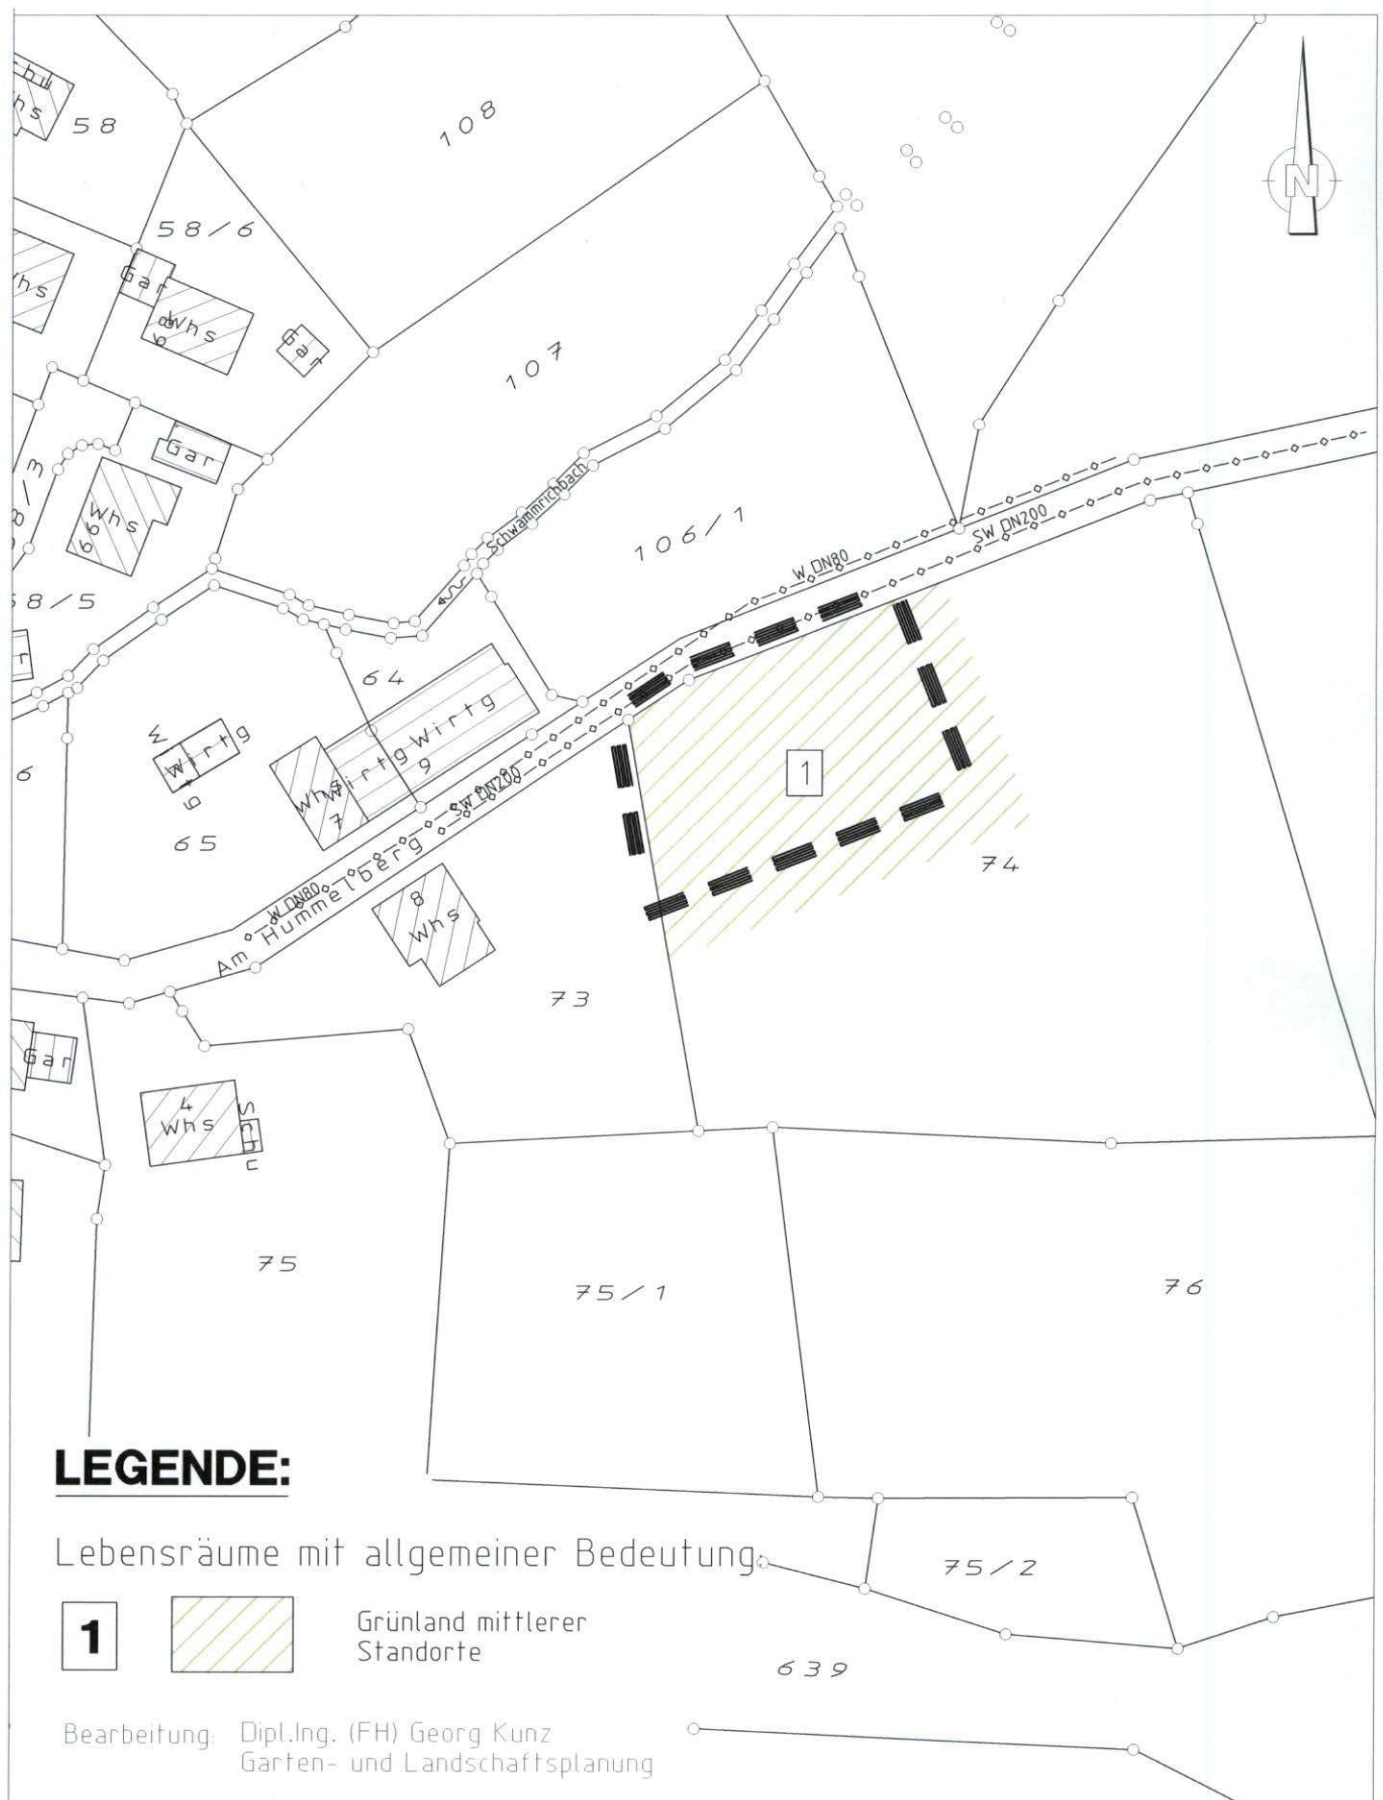 58
108
N
58/6
Gar
Whs
68
Gar
107
Gar
Whs
66
Schwammrichbach
106/1
W DN80
SW DN200
58/5
64
Wirtg
Wirtg
9
Wirtg
Whs
7
65
1
74
SW DN200
W DN80
Am Hummelberg
8
Whs
73
Gar
4
Whs
Schu
75
75/1
76
LEGENDE:
Lebensräume mit allgemeiner Bedeutung
75/2
1
Grünland mittlerer
Standorte
639
Bearbeitung: Dipl.Ing. (FH) Georg Kunz
Garten- und Landschaftsplanung